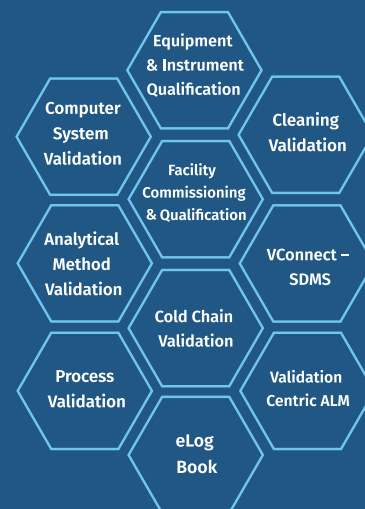 Equipment
& Instrument
Qualification
Computer
System
Validation
Cleaning
Validation
Facility
Commissioning
& Qualification
Analytical
Method
Validation
VConnect –
SDMS
Cold Chain
Validation
Process
Validation
Validation
Centric ALM
eLog
Book